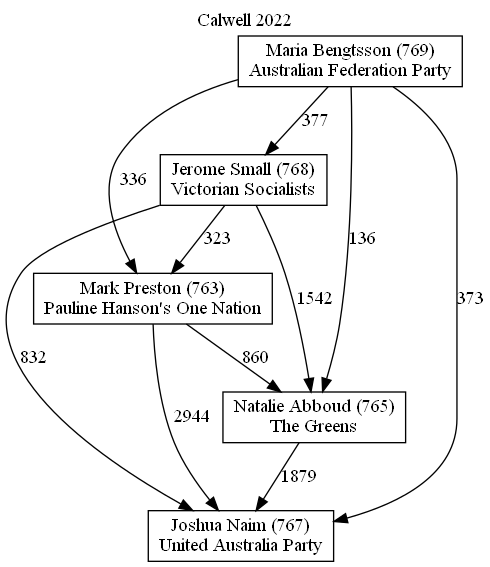 Calwell 2022
Maria Bengtsson (769)
Australian Federation Party
377
Jerome Small (768)
Victorian Socialists
336
323
136
Mark Preston (763)
Pauline Hanson's One Nation
1542
373
832
860
Natalie Abboud (765)
The Greens
2944
1879
Joshua Naim (767)
United Australia Party